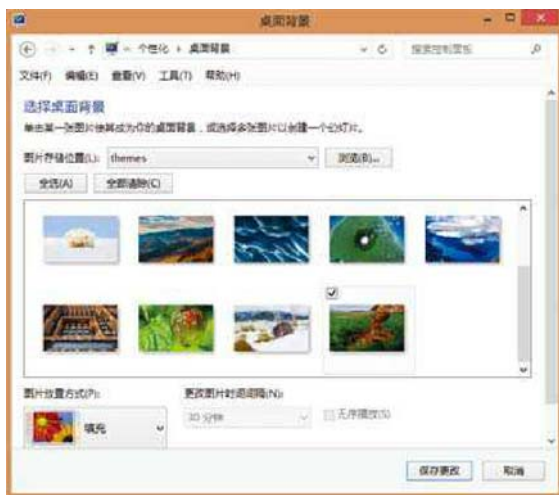 桌面背景
个性化 ▸ 桌面背景
搜索控制面板
文件(F) 编辑(E) 查看(V) 工具(T) 帮助(H)
选择桌面背景
单击某一张图片使其成为你的桌面背景，或选择多张图片以创建一个幻灯片。
图片存储位置(L): themes 浏览(B)...
全选(A) 全部清除(C)
图片放置方式(P): 更改图片时间间隔(N):
填充 30 分钟 无序播放(S)
保存更改 取消